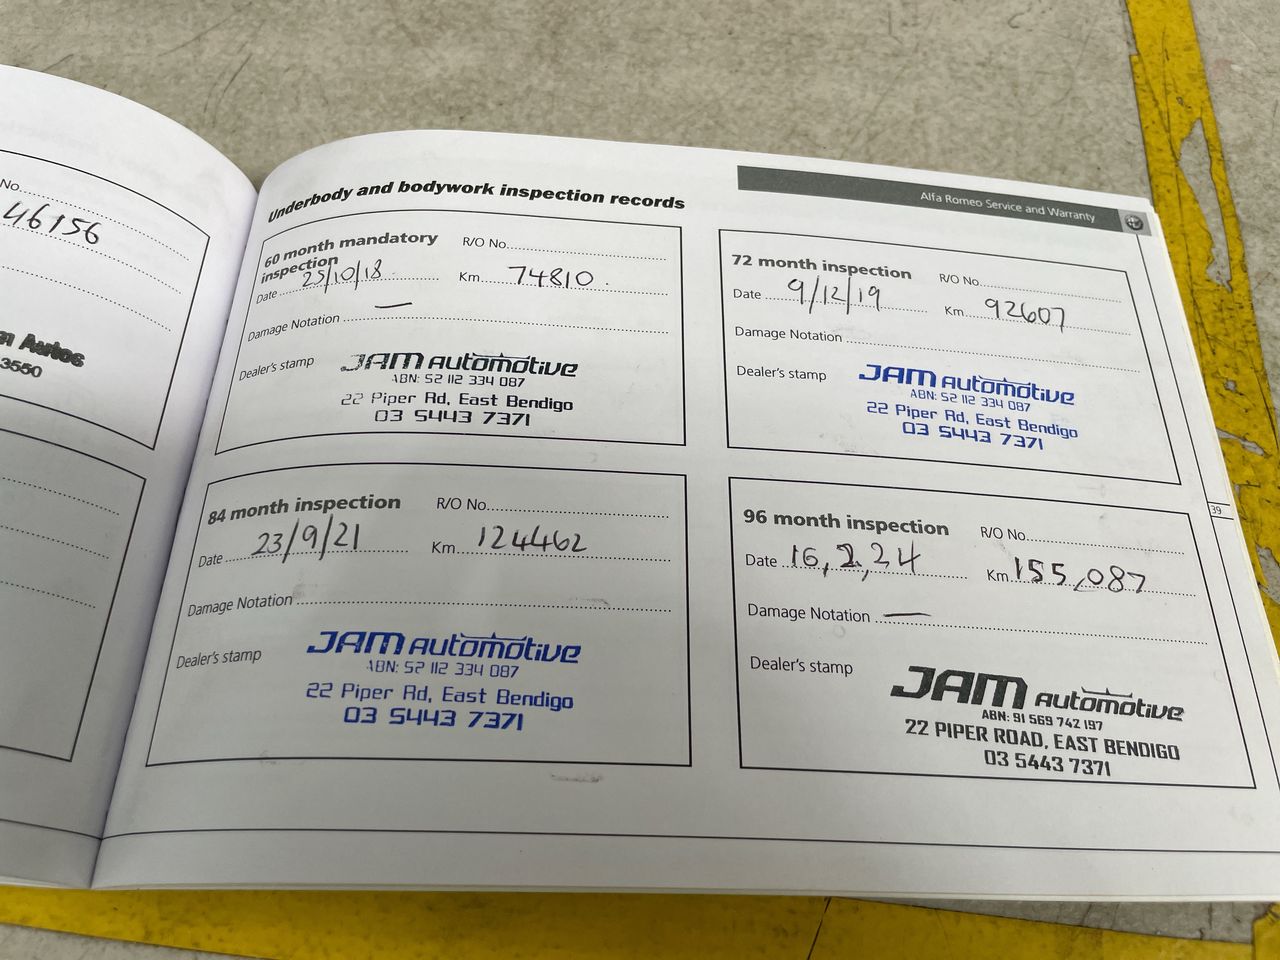 No.
46156
Autos
3550
Alfa Romeo Service and Warranty
Underbody and bodywork inspection records
60 month mandatory inspection
R/O No.
Date 25/10/18
Km 74810
Damage Notation —
Dealer's stamp
JAM automotive
ABN: 52 112 334 087
22 Piper Rd, East Bendigo
03 5443 7371
72 month inspection
R/O No.
Date 9/12/19
Km 92607
Damage Notation
Dealer's stamp
JAM automotive
ABN: 52 112 334 087
22 Piper Rd, East Bendigo
03 5443 7371
84 month inspection
R/O No.
Date 23/9/21
Km 124462
Damage Notation
Dealer's stamp
JAM automotive
ABN: 52 112 334 087
22 Piper Rd, East Bendigo
03 5443 7371
96 month inspection
R/O No.
Date 16,2,24
Km 155,087
Damage Notation —
Dealer's stamp
JAM automotive
ABN: 91 569 742 197
22 PIPER ROAD, EAST BENDIGO
03 5443 7371
39